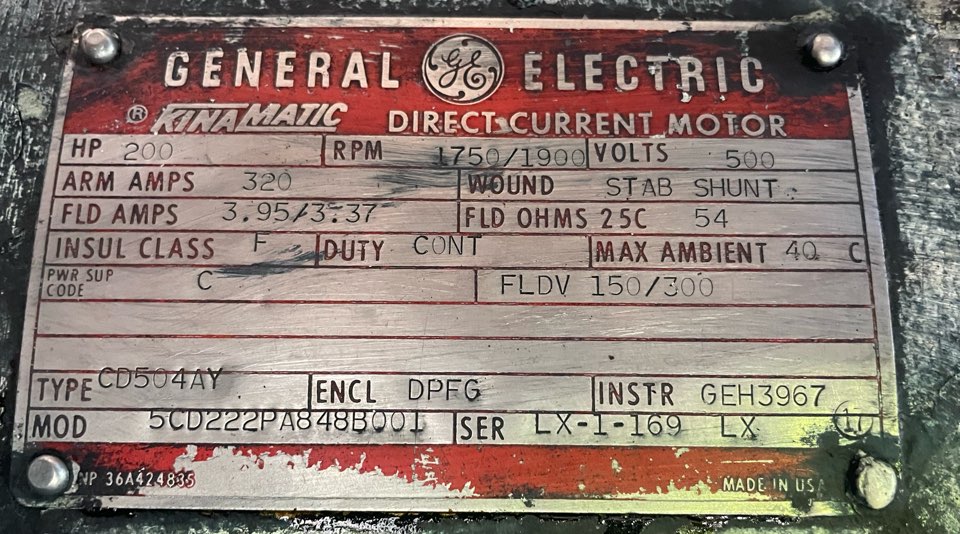 GENERAL GE ELECTRIC
® KINAMATIC DIRECT CURRENT MOTOR
HP 200 RPM 1750/1900 VOLTS 500
ARM AMPS 320 WOUND STAB SHUNT
FLD AMPS 3.95/3.37 FLD OHMS 25C 54
INSUL CLASS F DUTY CONT MAX AMBIENT 40 C
PWR SUP CODE C FLDV 150/300
TYPE CD504AY ENCL DPFG INSTR GEH3967
MOD 5CD222PA848B001 SER LX-1-169 LX 17
NP 36A424835 MADE IN USA